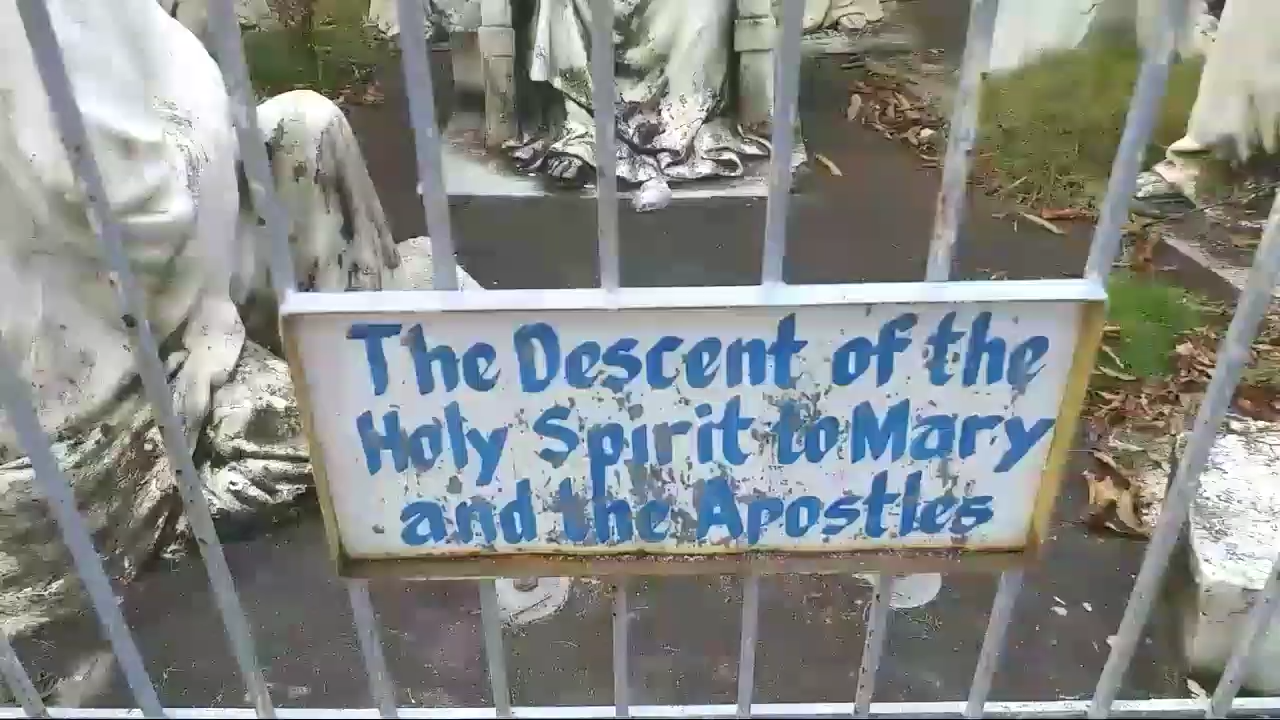 The Descent of the
Holy Spirit to Mary
and the Apostles